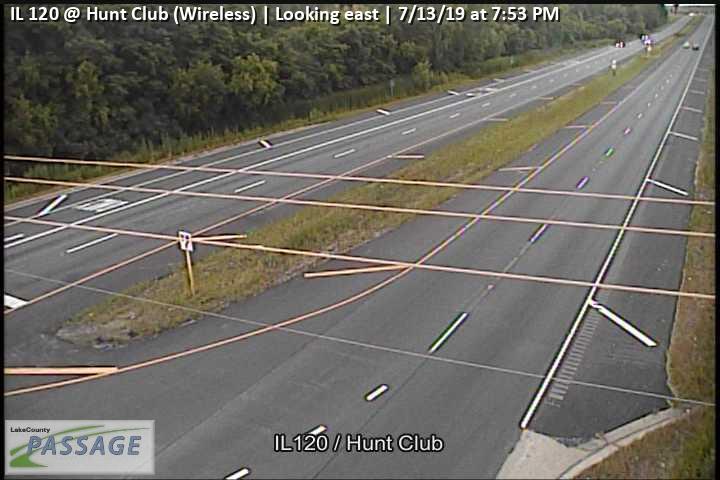 IL 120 @ Hunt Club (Wireless) | Looking east | 7/13/19 at 7:53 PM
LakeCounty
PASSAGE
IL120 / Hunt Club